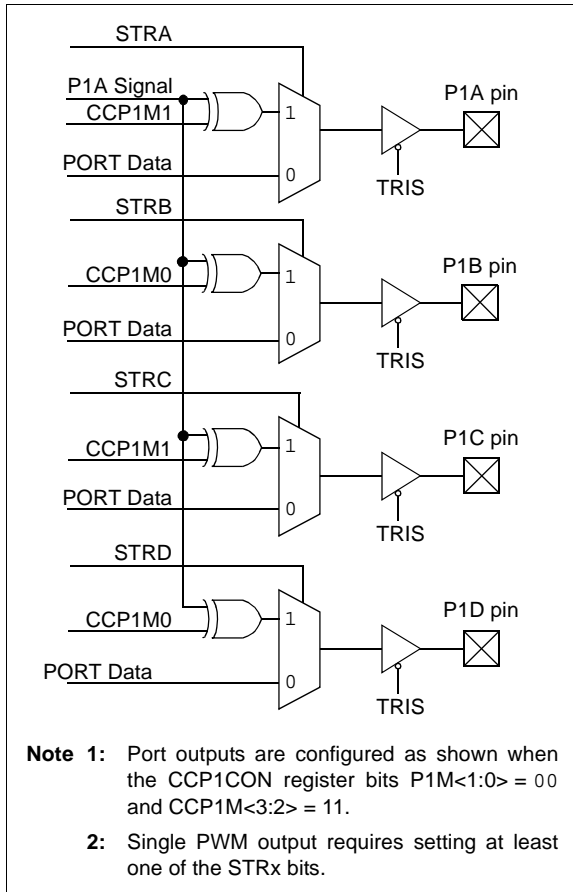 STRA
P1A Signal
CCP1M1
1
P1A pin
PORT Data
0
TRIS
STRB
CCP1M0
1
P1B pin
PORT Data
0
TRIS
STRC
CCP1M1
1
P1C pin
PORT Data
0
TRIS
STRD
CCP1M0
1
P1D pin
PORT Data
0
TRIS
Note 1: Port outputs are configured as shown when
the CCP1CON register bits P1M<1:0> = 00
and CCP1M<3:2> = 11.
2: Single PWM output requires setting at least
one of the STRx bits.